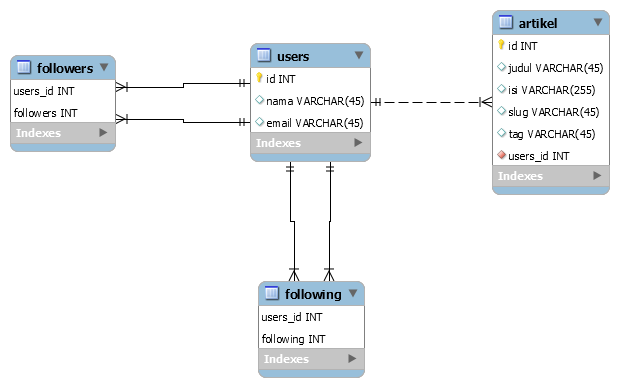 followers
users_id INT
followers INT
Indexes
users
id INT
nama VARCHAR(45)
email VARCHAR(45)
Indexes
artikel
id INT
judul VARCHAR(45)
isi VARCHAR(255)
slug VARCHAR(45)
tag VARCHAR(45)
users_id INT
Indexes
following
users_id INT
following INT
Indexes